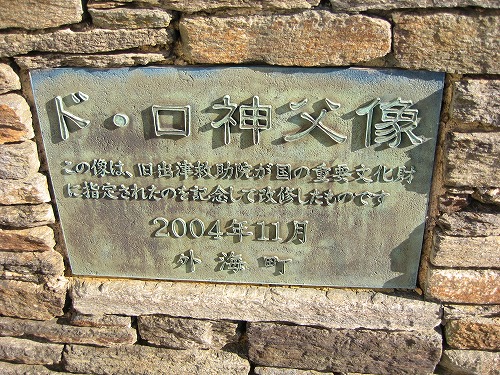 ド・ロ神父像
この像は、旧出津救助院が国の重要文化財
に指定されたのを記念して改修したものです
2004年11月
外海町